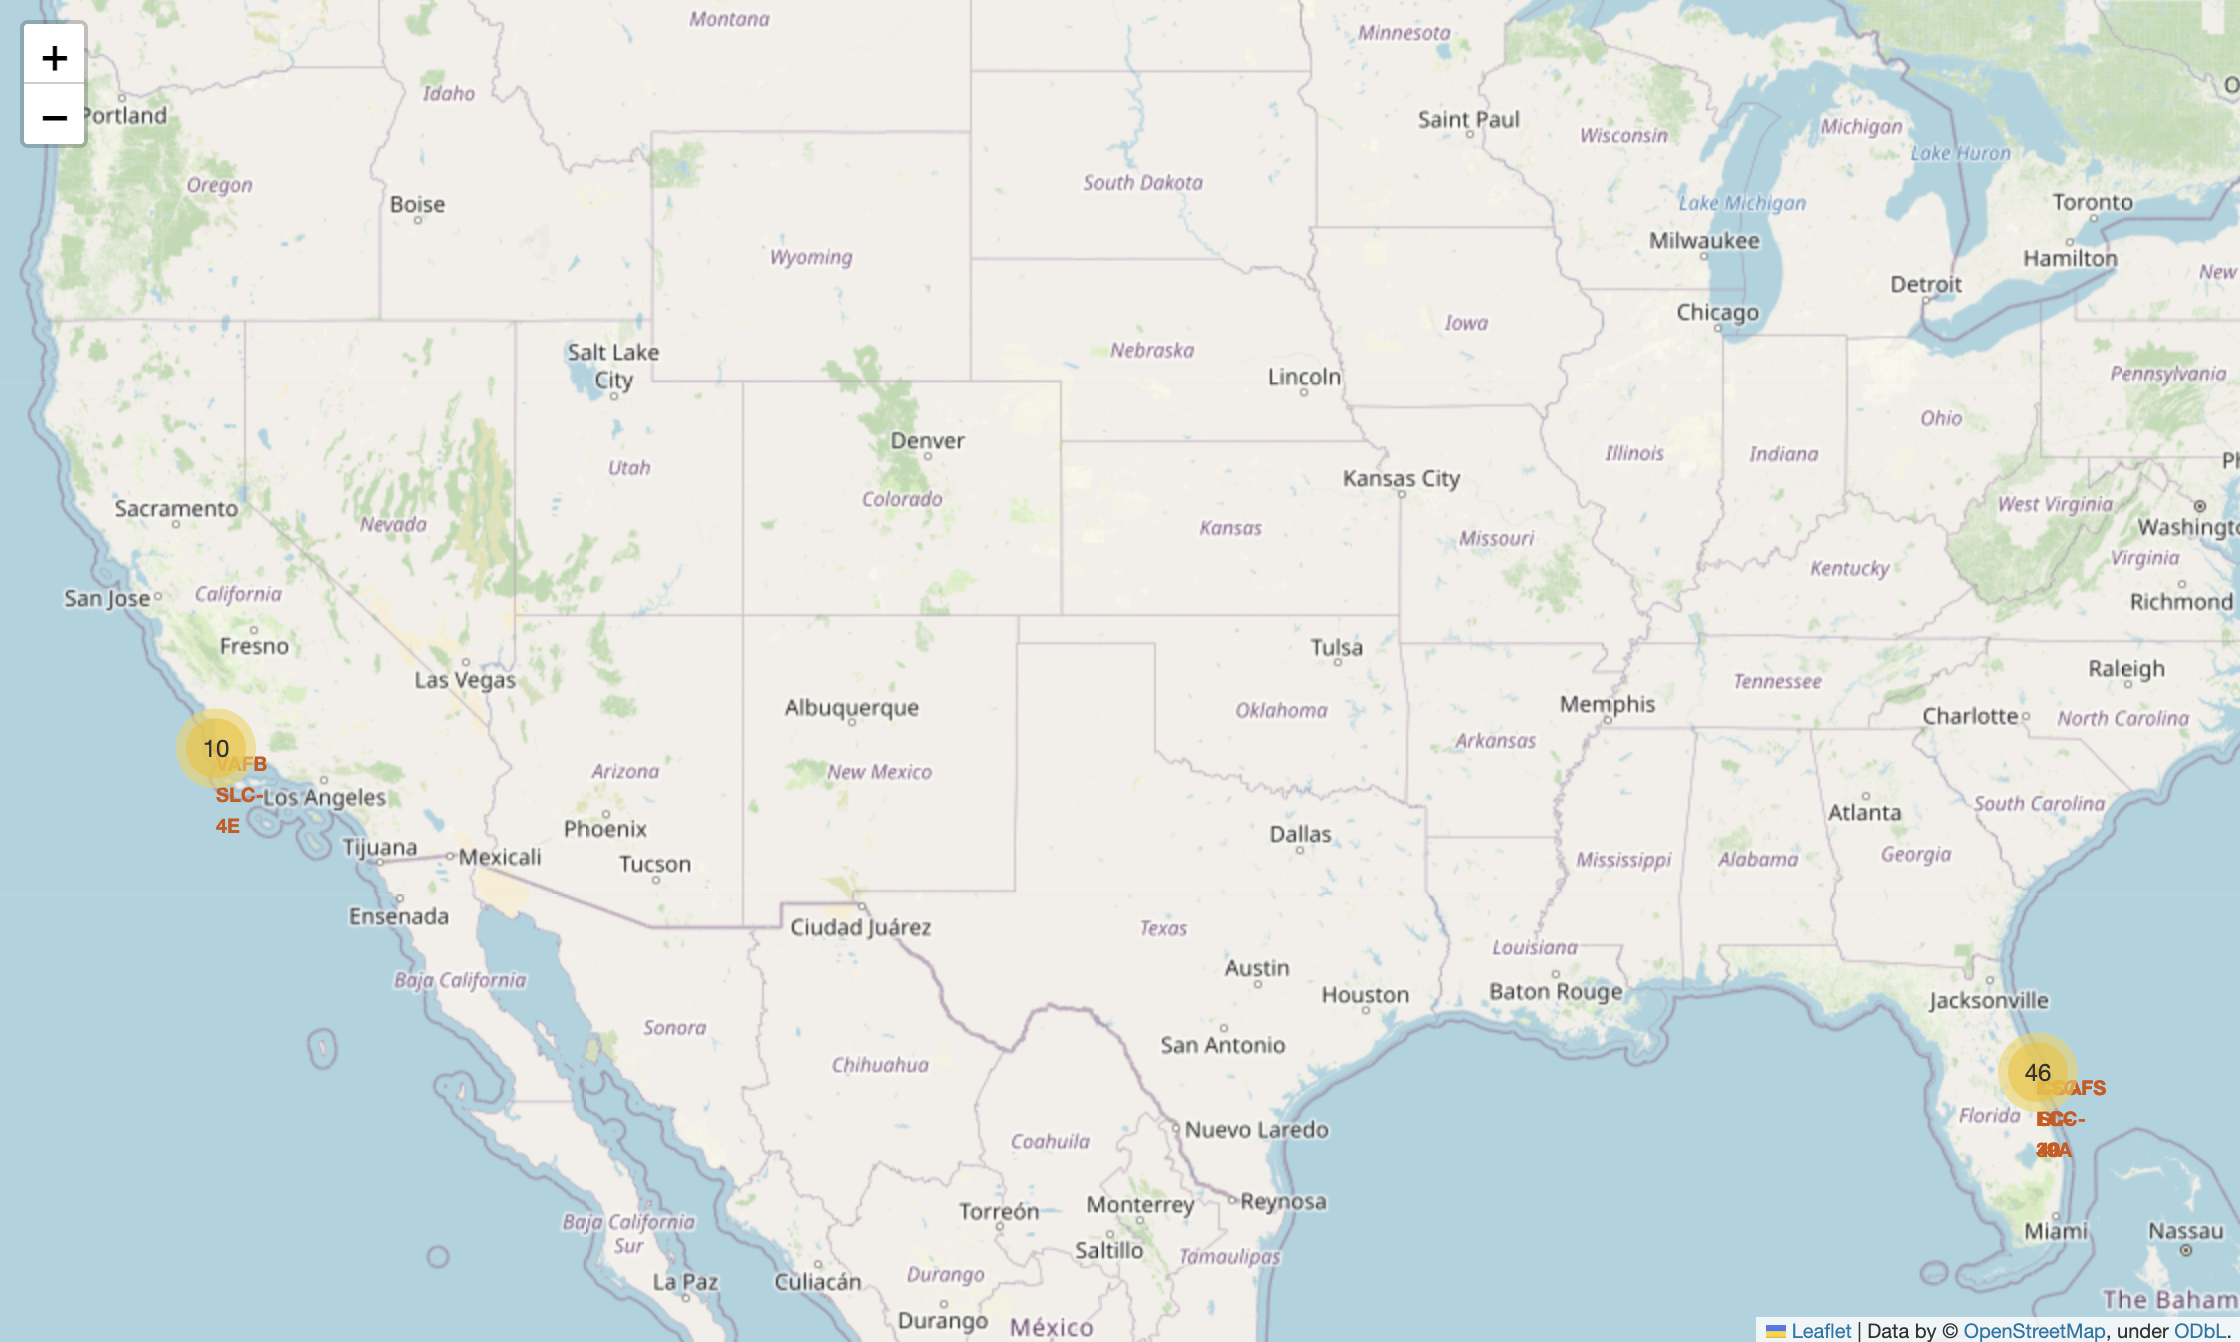 +
−
Montana
Minnesota
Idaho
Portland
Saint Paul
Wisconsin
Michigan
Lake Huron
Oregon
Boise
South Dakota
Lake Michigan
Toronto
Milwaukee
Wyoming
Hamilton
New
Detroit
Chicago
Iowa
Nebraska
Salt Lake
City
Lincoln
Pennsylvania
Ohio
Denver
Utah
Illinois
Indiana
Kansas City
Colorado
Sacramento
Nevada
Kansas
Missouri
West Virginia
Washingto
Virginia
Kentucky
San Jose
California
Richmond
Fresno
Tulsa
Las Vegas
Raleigh
Tennessee
Albuquerque
Oklahoma
Memphis
Charlotte
North Carolina
Arkansas
10
VAFB
SLC-
4E
Los Angeles
Arizona
New Mexico
South Carolina
Atlanta
Phoenix
Dallas
Tijuana
Mexicali
Tucson
Mississippi
Alabama
Georgia
Ensenada
Ciudad Juárez
Texas
Louisiana
Austin
Baja California
Houston
Baton Rouge
Jacksonville
Sonora
San Antonio
Chihuahua
46
Florida
Coahuila
Nuevo Laredo
Torreón
Monterrey
Reynosa
Baja California
Sur
Saltillo
Tamaulipas
Miami
Nassau
La Paz
Culiacán
Durango
Durango
México
The Baham
Leaflet | Data by © OpenStreetMap, under ODbL.